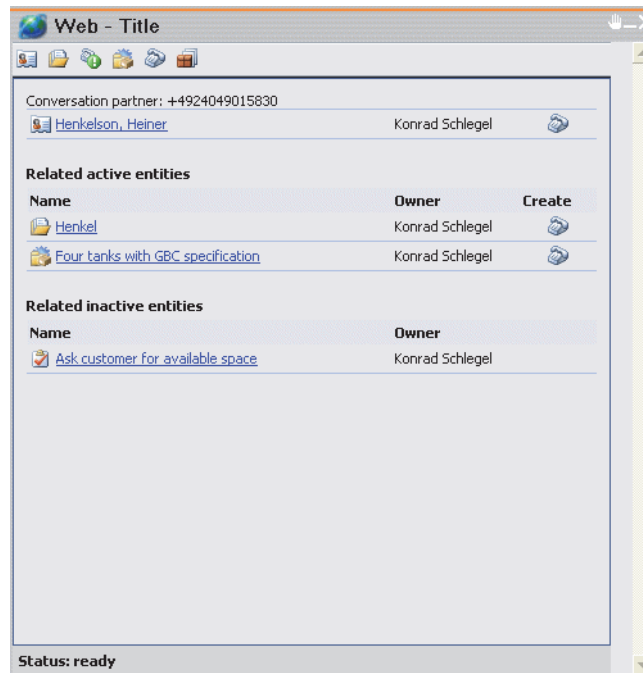 Web - Title
Conversation partner: +4924049015830
Henkelson, Heiner Konrad Schlegel
Related active entities
Name Owner Create
Henkel Konrad Schlegel
Four tanks with GBC specification Konrad Schlegel
Related inactive entities
Name Owner
Ask customer for available space Konrad Schlegel
Status: ready